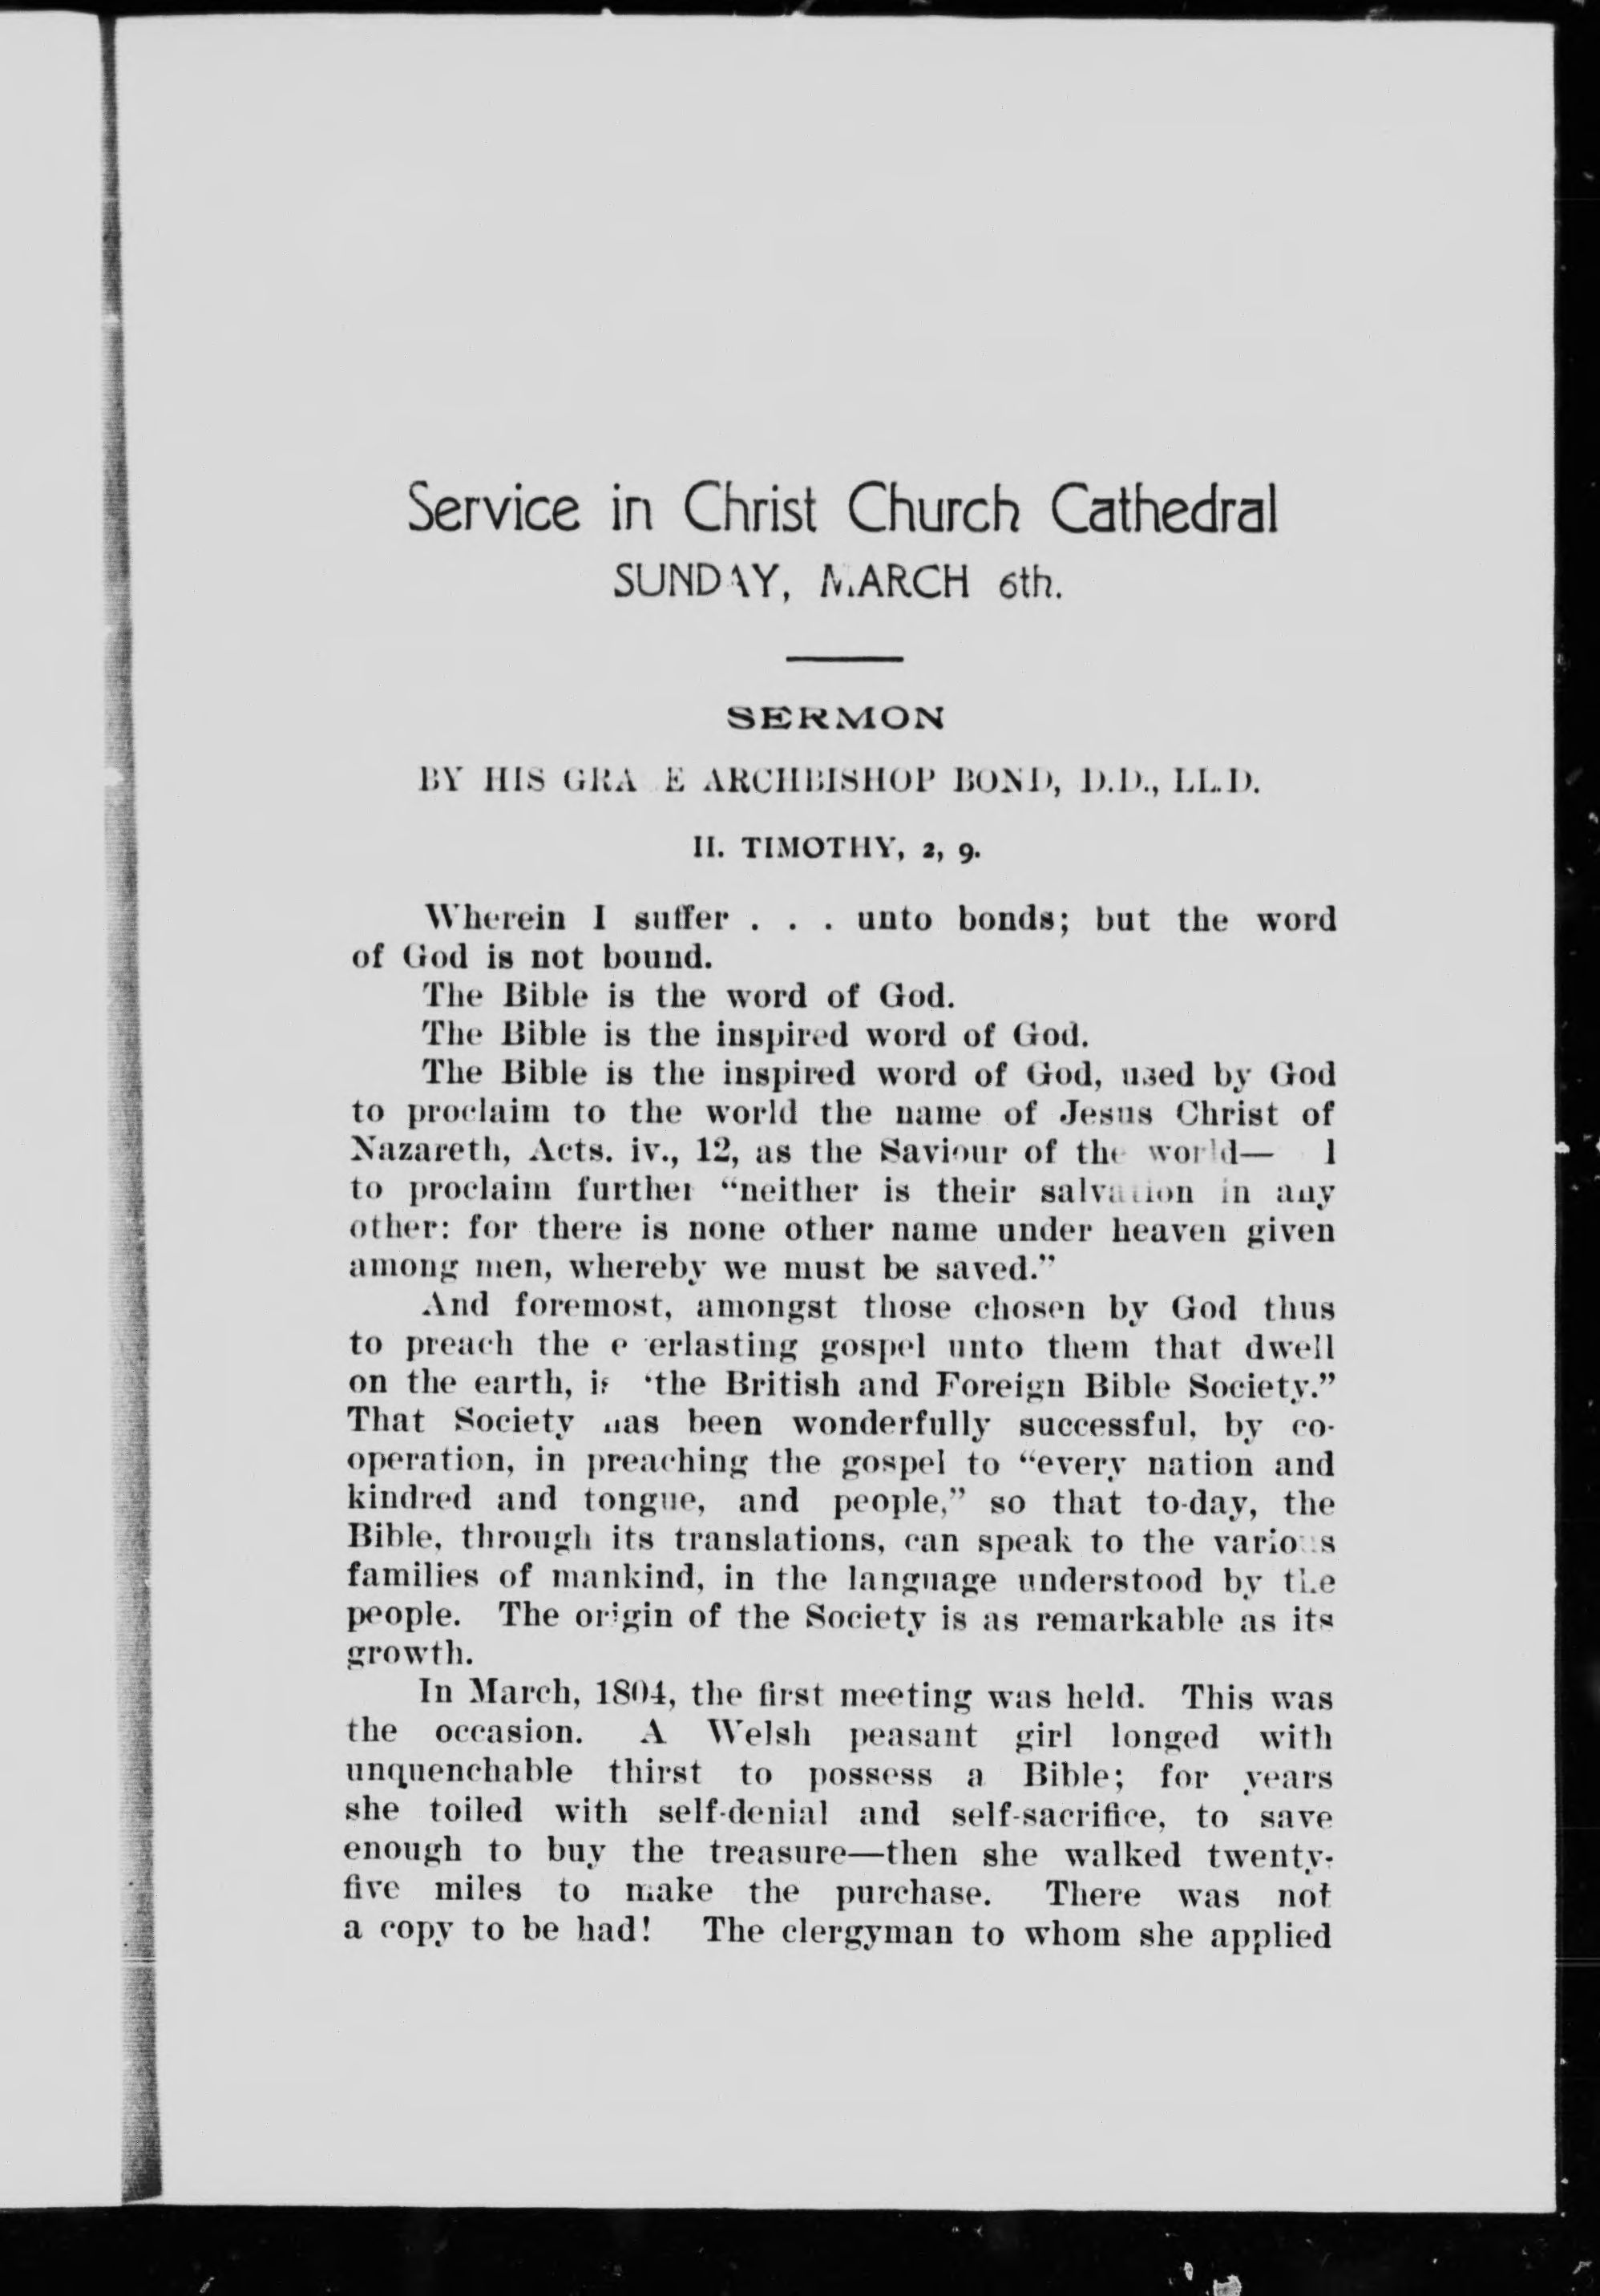 Service in Christ Church Cathedral
SUNDAY, MARCH 6th.
SERMON
BY HIS GRACE ARCHBISHOP BOND, D.D., LL.D.
II. TIMOTHY, 2, 9.
Wherein I suffer . . . unto bonds; but the word
of God is not bound.
The Bible is the word of God.
The Bible is the inspired word of God.
The Bible is the inspired word of God, used by God
to proclaim to the world the name of Jesus Christ of
Nazareth, Acts. iv., 12, as the Saviour of the world—
to proclaim further “neither is their salvation in any
other: for there is none other name under heaven given
among men, whereby we must be saved.”
And foremost, amongst those chosen by God thus
to preach the everlasting gospel unto them that dwell
on the earth, is ‘the British and Foreign Bible Society.”
That Society has been wonderfully successful, by co-
operation, in preaching the gospel to “every nation and
kindred and tongue, and people,” so that to-day, the
Bible, through its translations, can speak to the various
families of mankind, in the language understood by the
people. The origin of the Society is as remarkable as its
growth.
In March, 1804, the first meeting was held. This was
the occasion. A Welsh peasant girl longed with
unquenchable thirst to possess a Bible; for years
she toiled with self-denial and self-sacrifice, to save
enough to buy the treasure—then she walked twenty-
five miles to make the purchase. There was not
a copy to be had! The clergyman to whom she applied